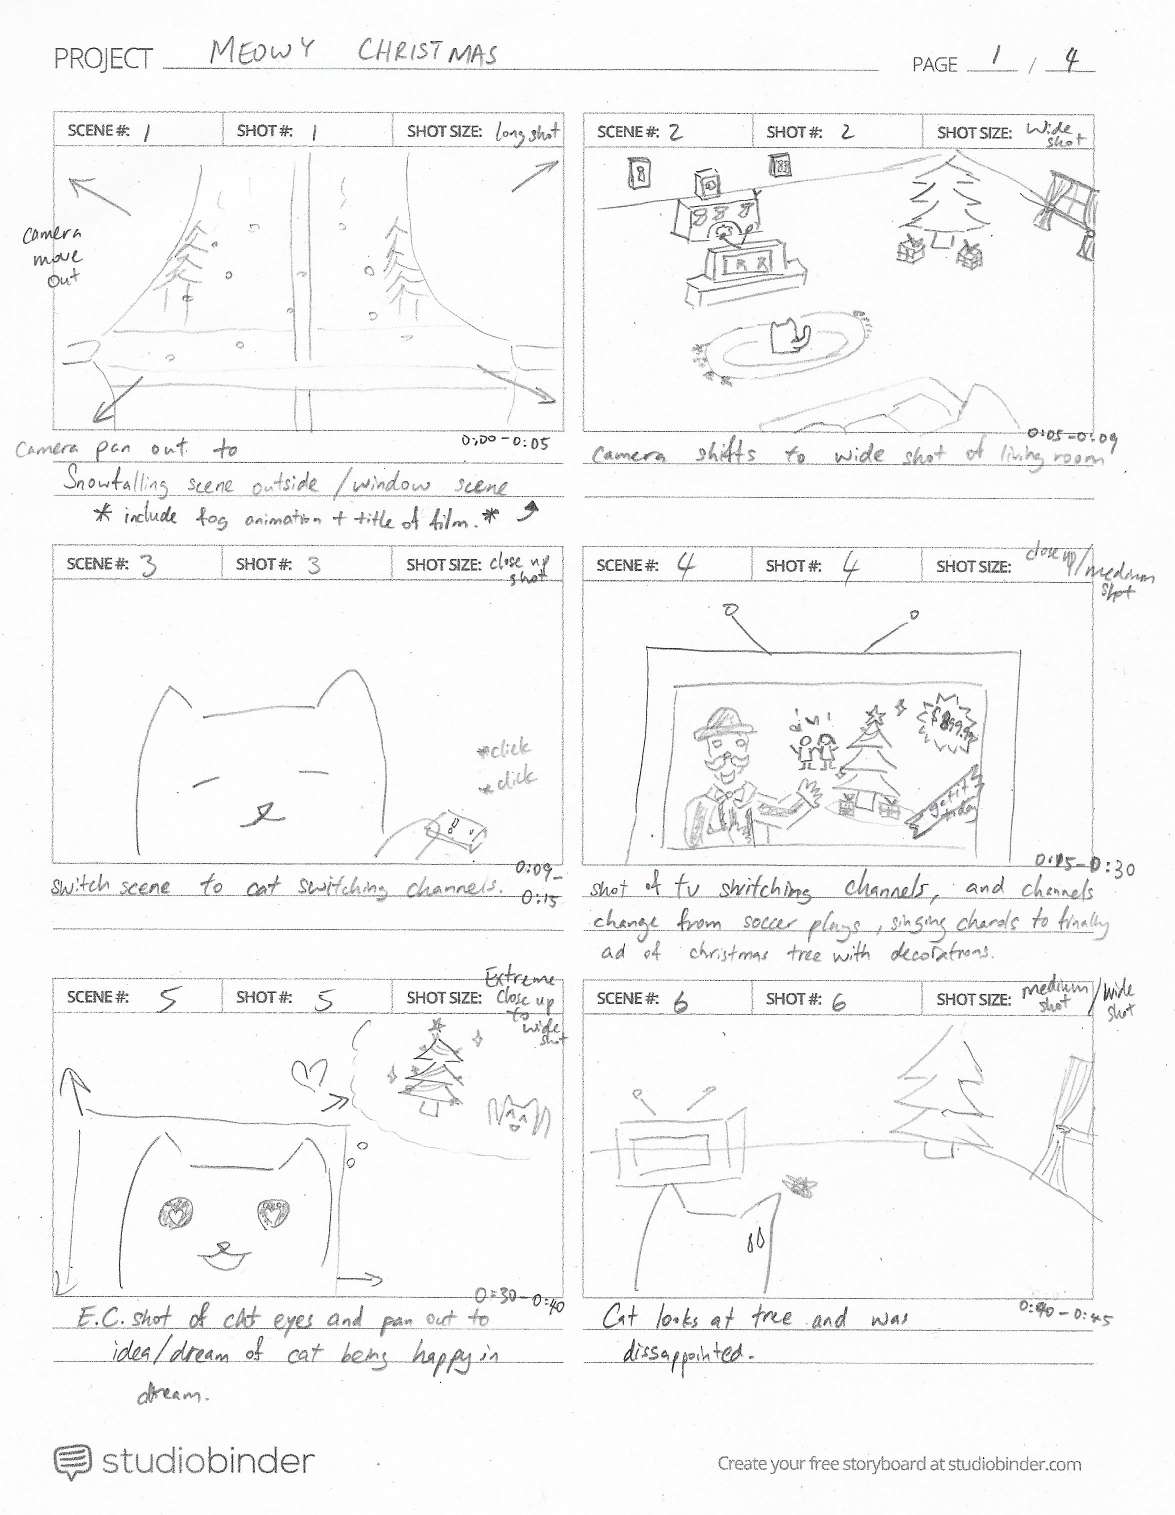 PROJECT MEOWY CHRISTMAS
PAGE 1 / 4
SCENE #: 1 SHOT #: 1 SHOT SIZE: long shot
camera
move
out
0:00-0:05
Camera pan out to
Snowfalling scene outside / window scene
* include fog animation + title of film. *
SCENE #: 2 SHOT #: 2 SHOT SIZE: Wide
shot
0:05-0:09
Camera shifts to wide shot of living room
SCENE #: 3 SHOT #: 3 SHOT SIZE: close up
shot
*click
*click
0:09-
0:15
switch scene to cat switching channels.
SCENE #: 4 SHOT #: 4 SHOT SIZE: close up/medium
shot
get it
today
0:15-0:30
shot of tv switching channels, and channels
change from soccer plays, singing charols to finally
ad of christmas tree with decorations.
SCENE #: 5 SHOT #: 5 SHOT SIZE: Extreme
close up
to
wide
shot
0:30-0:40
E.C. shot of cat eyes and pan out to
idea/dream of cat being happy in
dream.
SCENE #: 6 SHOT #: 6 SHOT SIZE: medium
shot / wide
shot
0:40-0:45
Cat looks at tree and was
dissappointed.
studiobinder
Create your free storyboard at studiobinder.com